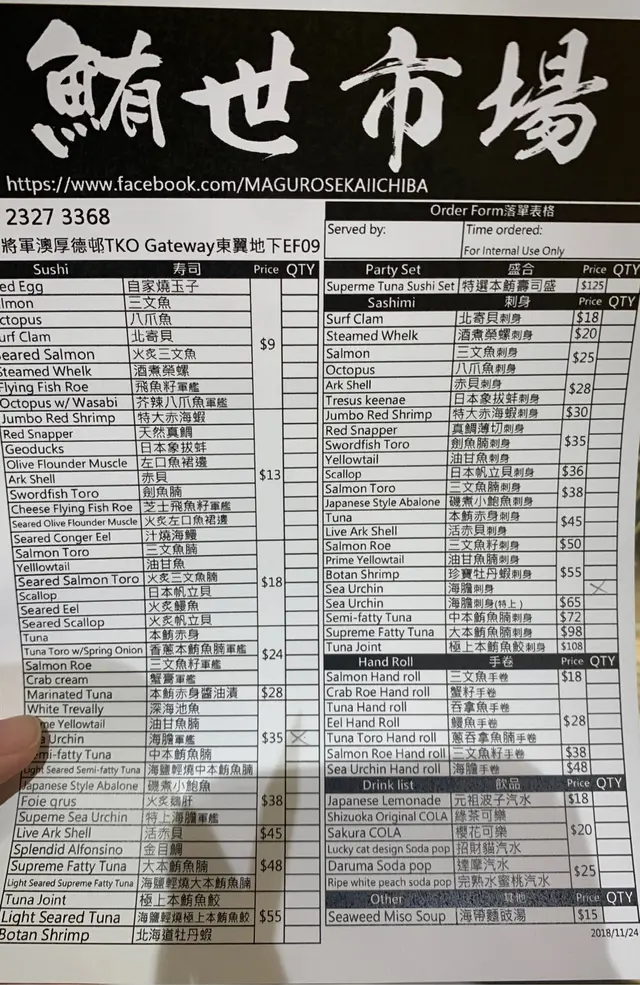 鮪世市場
https://www.facebook.com/MAGUROSEKAIICHIBA
2327 3368
將軍澳厚德邨TKO Gateway東翼地下EF09
Order Form落單表格
Served by:
Time ordered:
For Internal Use Only
Sushi 寿司 Price QTY
ed Egg 自家燒玉子
lmon 三文魚
ctopus 八爪魚
urf Clam 北寄貝
Seared Salmon 火炙三文魚
Steamed Whelk 酒煮榮螺
Flying Fish Roe 飛魚籽軍艦
Octopus w/ Wasabi 芥辣八爪魚軍艦
$9
Jumbo Red Shrimp 特大赤海蝦
Red Snapper 天然真鯛
Geoducks 日本象拔蚌
Olive Flounder Muscle 左口魚裙邊
Ark Shell 赤貝
Swordfish Toro 劍魚腩
Cheese Flying Fish Roe 芝士飛魚籽軍艦
Seared Olive Flounder Muscle 火炙左口魚裙邊
Seared Conger Eel 汁燒海鰻
$13
Salmon Toro 三文魚腩
Yelllowtail 油甘魚
Seared Salmon Toro 火炙三文魚腩
Scallop 日本帆立貝
Seared Eel 火炙鰻魚
Seared Scallop 火炙帆立貝
$18
Tuna 本鮪赤身
Tuna Toro w/Spring Onion 香蔥本鮪魚腩軍艦
Salmon Roe 三文魚籽軍艦
Crab cream 蟹膏軍艦
$24
Marinated Tuna 本鮪赤身醬油漬 $28
White Trevally 深海池魚
me Yellowtail 油甘魚腩
Urchin 海膽軍艦
emi-fatty Tuna 中本鮪魚腩
Light Seared Semi-fatty Tuna 海鹽輕燒中本鮪魚腩
$35
Japanese Style Abalone 磯煮小鮑魚
Foie grus 火炙鵝肝
Supeme Sea Urchin 特上海膽軍艦
$38
Live Ark Shell 活赤貝 $45
Splendid Alfonsino 金目鯛
Supreme Fatty Tuna 大本鮪魚腩
Light Seared Supreme Fatty Tuna 海鹽輕燒大本鮪魚腩
$48
Tuna Joint 極上本鮪魚鮫
Light Seared Tuna 海鹽輕燒極上本鮪魚鮫
Botan Shrimp 北海道牡丹蝦
$55
Party Set 盛合 Price QTY
Superme Tuna Sushi Set 特選本鮪壽司盛 $125
Sashimi 刺身 Price QTY
Surf Clam 北寄貝刺身 $18
Steamed Whelk 酒煮榮螺刺身 $20
Salmon 三文魚刺身
Octopus 八爪魚刺身
$25
Ark Shell 赤貝刺身
Tresus keenae 日本象拔蚌刺身
$28
Jumbo Red Shrimp 特大赤海蝦刺身 $30
Red Snapper 真鯛薄切刺身
Swordfish Toro 劍魚腩刺身
Yellowtail 油甘魚刺身
$35
Scallop 日本帆立貝刺身 $36
Salmon Toro 三文魚腩刺身
Japanese Style Abalone 磯煮小鮑魚刺身
$38
Tuna 本鮪赤身刺身
Live Ark Shell 活赤貝刺身
$45
Salmon Roe 三文魚籽刺身 $50
Prime Yellowtail 油甘魚腩刺身
Botan Shrimp 珍寶牡丹蝦刺身
Sea Urchin 海膽刺身
$55
Sea Urchin 海膽刺身(特上) $65
Semi-fatty Tuna 中本鮪魚腩刺身 $72
Supreme Fatty Tuna 大本鮪魚腩刺身 $98
Tuna Joint 極上本鮪魚鮫刺身 $108
Hand Roll 手卷 Price QTY
Salmon Hand roll 三文魚手卷 $18
Crab Roe Hand roll 蟹籽手卷
Tuna Hand roll 吞拿魚手卷
Eel Hand Roll 鰻魚手卷
Tuna Toro Hand roll 蔥吞拿魚腩手卷
$28
Salmon Roe Hand roll 三文魚籽手卷 $38
Sea Urchin Hand roll 海膽手卷 $48
Drink list 飲品 Price QTY
Japanese Lemonade 元祖波子汽水 $18
Shizuoka Original COLA 綠茶可樂
Sakura COLA 櫻花可樂
Lucky cat design Soda pop 招財貓汽水
$20
Daruma Soda pop 達摩汽水
Ripe white peach soda pop 完熟水蜜桃汽水
$25
Other 其他 Price QTY
Seaweed Miso Soup 海帶麵豉湯 $15
2018/11/24